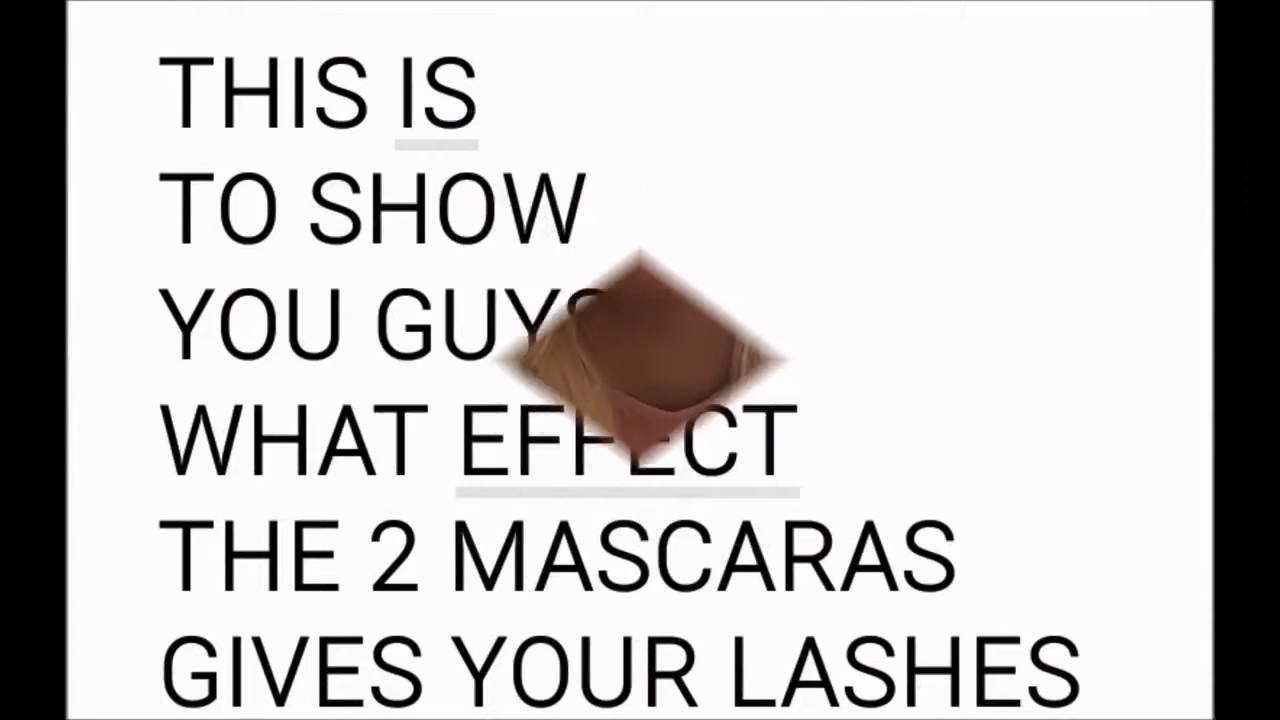 THIS IS
TO SHOW
YOU GUYS
WHAT EFFECT
THE 2 MASCARAS
GIVES YOUR LASHES